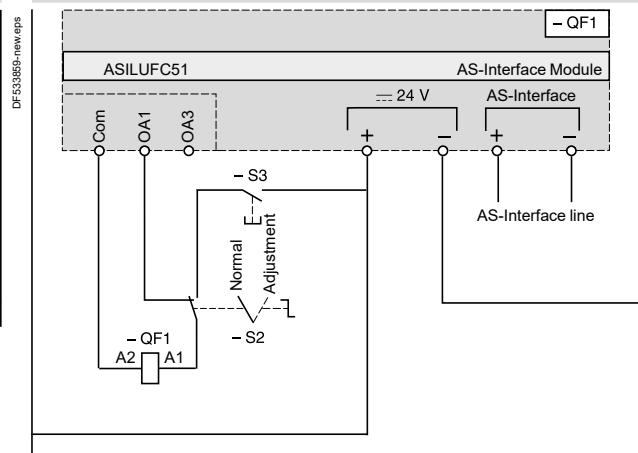 DF533859-new.eps
– QF1
ASILUFC51 AS-Interface Module
24 V AS-Interface
Com OA1 OA3 + – + –
– S3
AS-Interface line
Normal Adjustment
– S2
– QF1
A2 A1